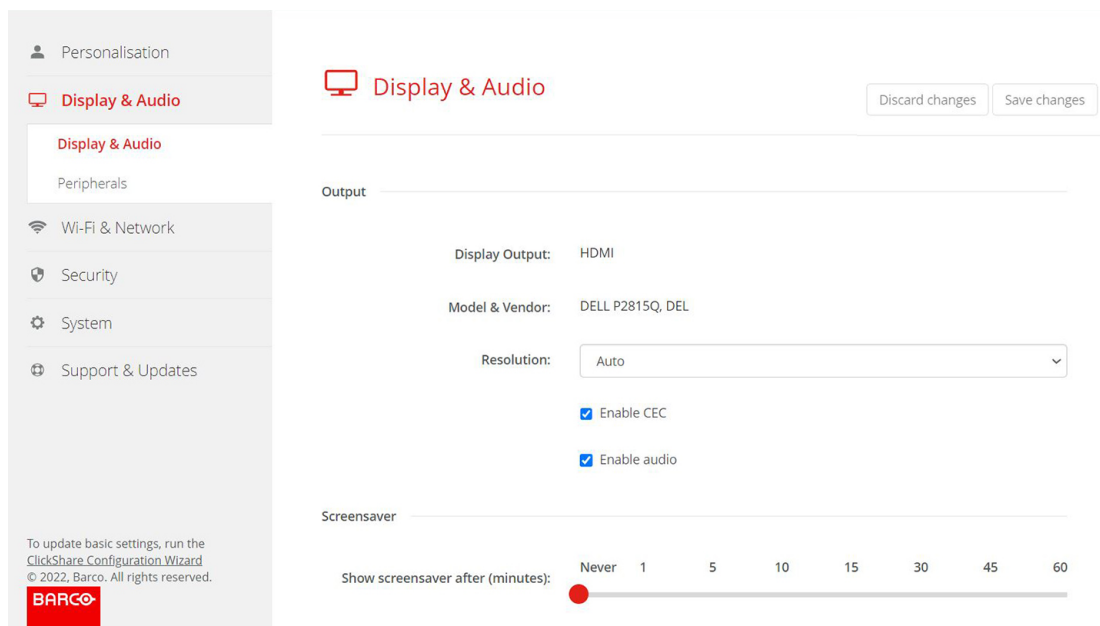 Personalisation
Display & Audio
Display & Audio
Peripherals
Wi-Fi & Network
Security
System
Support & Updates
To update basic settings, run the
ClickShare Configuration Wizard
© 2022, Barco. All rights reserved.
BARCO
Display & Audio
Discard changes
Save changes
Output
Display Output: HDMI
Model & Vendor: DELL P2815Q, DEL
Resolution: Auto
Enable CEC
Enable audio
Screensaver
Show screensaver after (minutes): Never 1 5 10 15 30 45 60